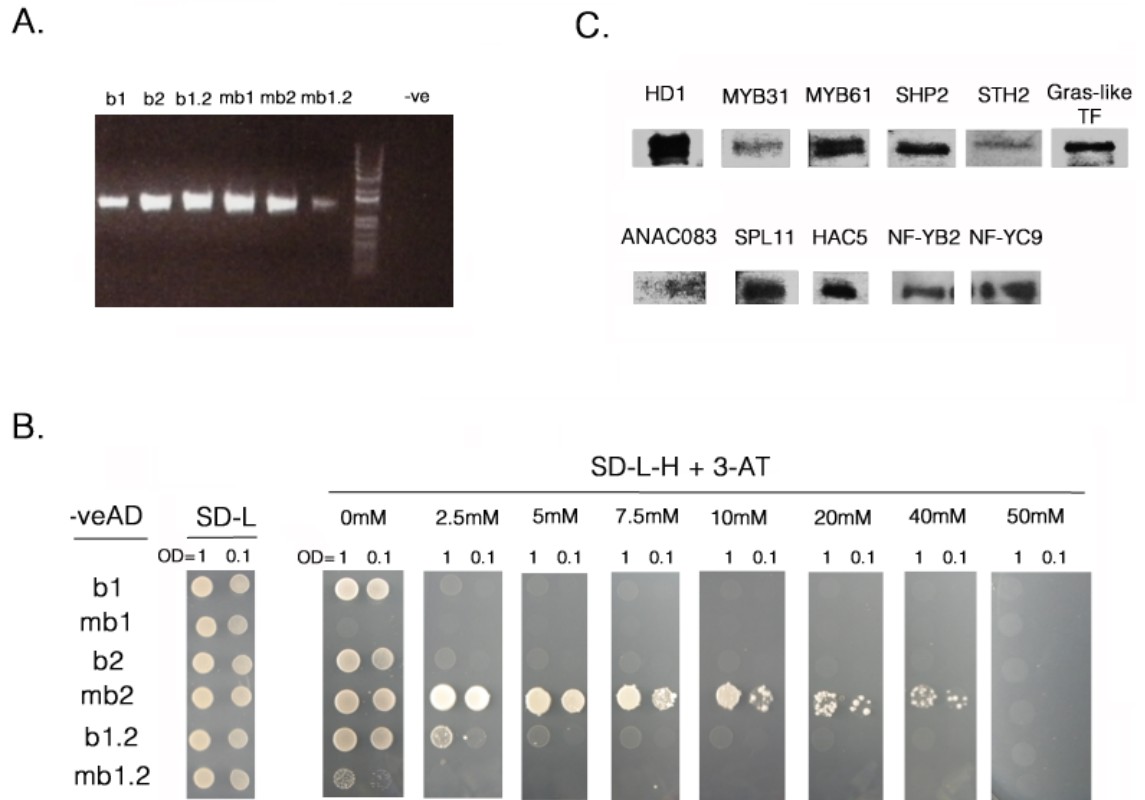 A.
b1 b2 b1.2 mb1 mb2 mb1.2 -ve
C.
HD1 MYB31 MYB61 SHP2 STH2 Gras-like
TF
ANAC083 SPL11 HAC5 NF-YB2 NF-YC9
B.
SD-L-H + 3-AT
-veAD SD-L 0mM 2.5mM 5mM 7.5mM 10mM 20mM 40mM 50mM
OD= 1 0.1 1 0.1 1 0.1 1 0.1 1 0.1 1 0.1 1 0.1 1 0.1 1 0.1
b1
mb1
b2
mb2
b1.2
mb1.2